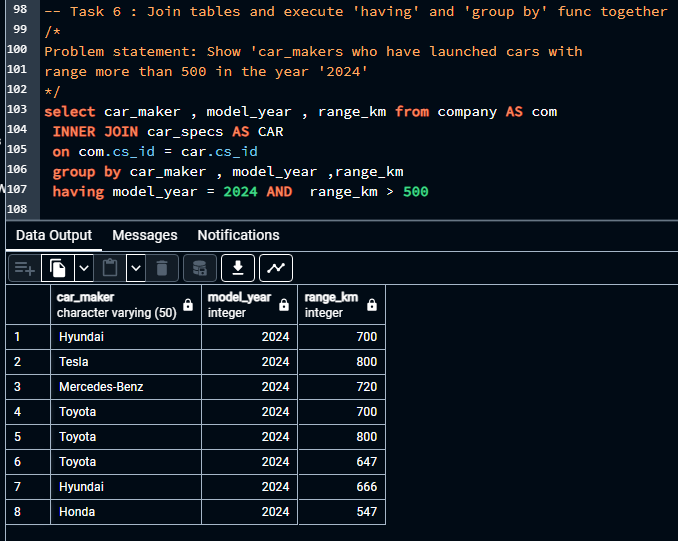 98 -- Task 6 : Join tables and execute 'having' and 'group by' func together
99 /*
100 Problem statement: Show 'car_makers who have launched cars with
101 range more than 500 in the year '2024'
102 */
103 select car_maker , model_year , range_km from company AS com
104 INNER JOIN car_specs AS CAR
105 on com.cs_id = car.cs_id
106 group by car_maker , model_year ,range_km
107 having model_year = 2024 AND  range_km > 500
108
Data Output Messages Notifications
car_maker model_year range_km
character varying (50) integer integer
1 Hyundai 2024 700
2 Tesla 2024 800
3 Mercedes-Benz 2024 720
4 Toyota 2024 700
5 Toyota 2024 800
6 Toyota 2024 647
7 Hyundai 2024 666
8 Honda 2024 547